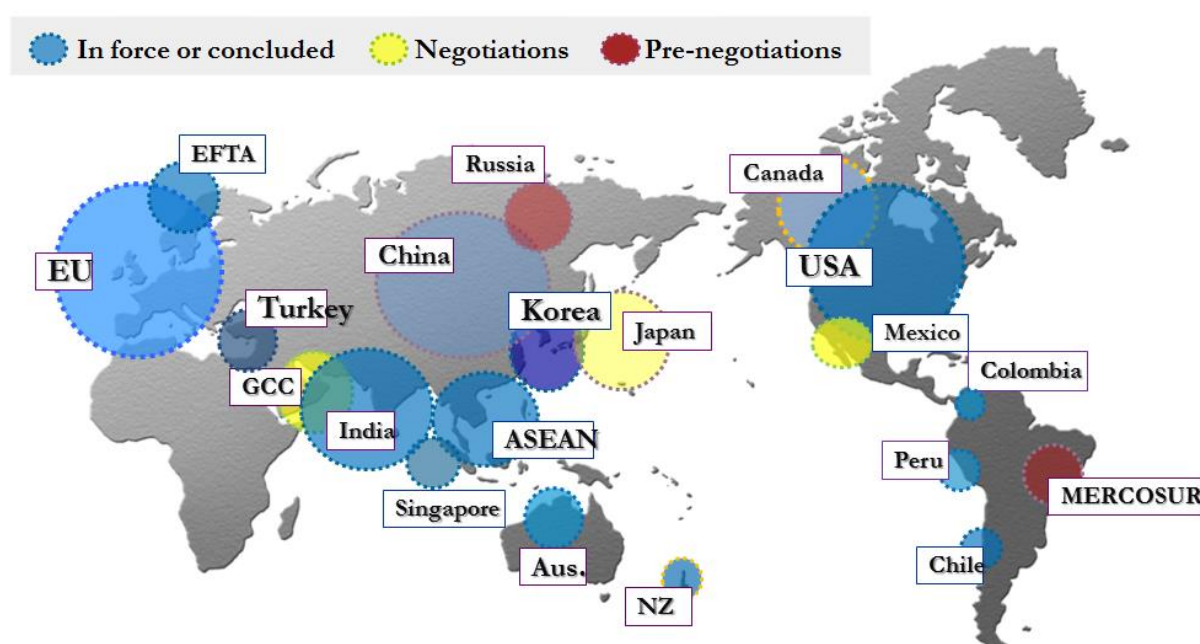 In force or concluded
Negotiations
Pre-negotiations
EFTA
Russia
Canada
China
EU
USA
Turkey
Korea
Japan
Mexico
Colombia
GCC
India
ASEAN
Peru
Singapore
MERCOSUR
Aus.
Chile
NZ